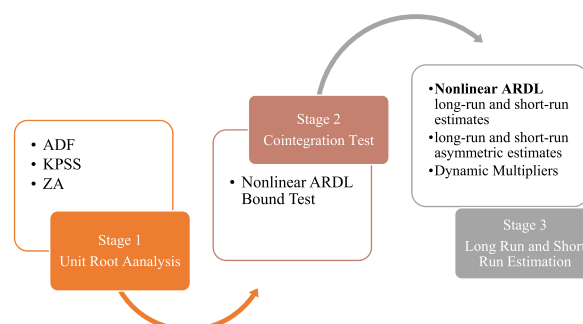 • ADF
• KPSS
• ZA
Stage 1
Unit Root Aanalysis
Stage 2
Cointegration Test
• Nonlinear ARDL
Bound Test
•Nonlinear ARDL
long-run and short-run
estimates
•long-run and short-run
asymmetric estimates
•Dynamic Multipliers
Stage 3
Long Run and Short
Run Estimation